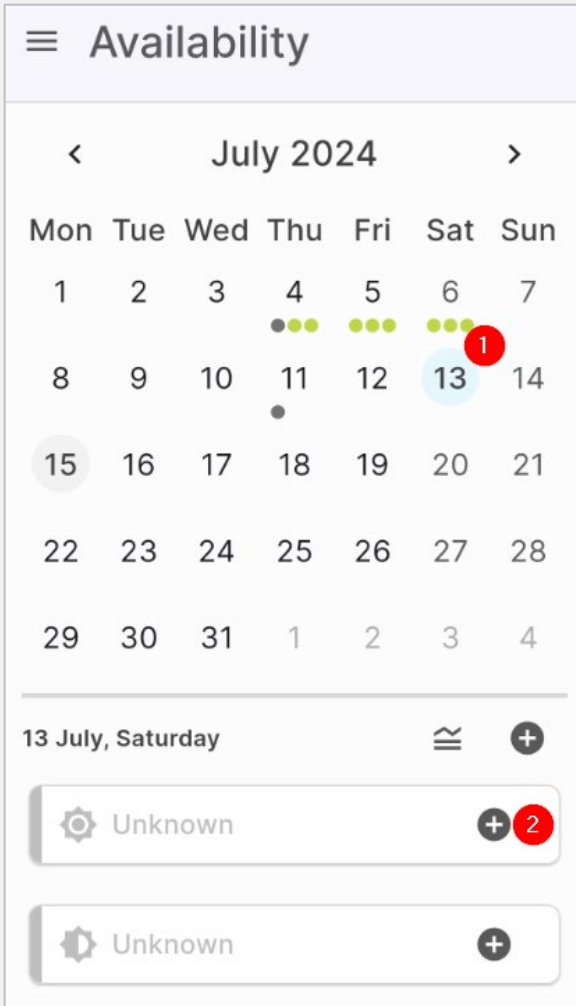 Availability
July 2024
Mon Tue Wed Thu Fri Sat Sun
1 2 3 4 5 6 7
1
8 9 10 11 12 13 14
15 16 17 18 19 20 21
22 23 24 25 26 27 28
29 30 31 1 2 3 4
13 July, Saturday
Unknown 2
Unknown